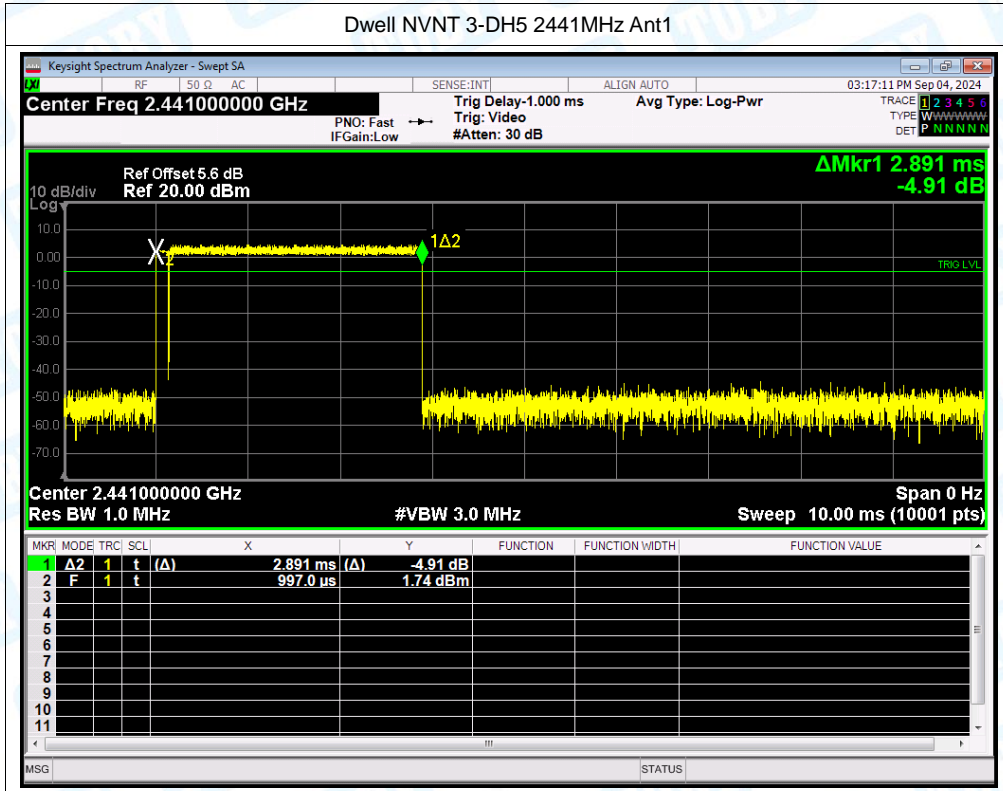 Dwell NVNT 3-DH5 2441MHz Ant1
Keysight Spectrum Analyzer - Swept SA
LXI RF 50 Ω AC SENSE:INT ALIGN AUTO 03:17:11 PM Sep 04, 2024
Center Freq 2.441000000 GHz Trig Delay-1.000 ms Avg Type: Log-Pwr TRACE 1 2 3 4 5 6
PNO: Fast Trig: Video TYPE WWWWWW
IFGain:Low #Atten: 30 dB DET P N N N N N
ΔMkr1 2.891 ms
-4.91 dB
Ref Offset 5.6 dB
10 dB/div Ref 20.00 dBm
Log
10.0
1Δ2
0.00
2
TRIG LVL
-10.0
-20.0
-30.0
-40.0
-50.0
-60.0
-70.0
Center 2.441000000 GHz Span 0 Hz
Res BW 1.0 MHz #VBW 3.0 MHz Sweep 10.00 ms (10001 pts)
MKR MODE TRC SCL X Y FUNCTION FUNCTION WIDTH FUNCTION VALUE
1 Δ2 1 t (Δ) 2.891 ms (Δ) -4.91 dB
2 F 1 t 997.0 µs 1.74 dBm
3
4
5
6
7
8
9
10
11
MSG STATUS